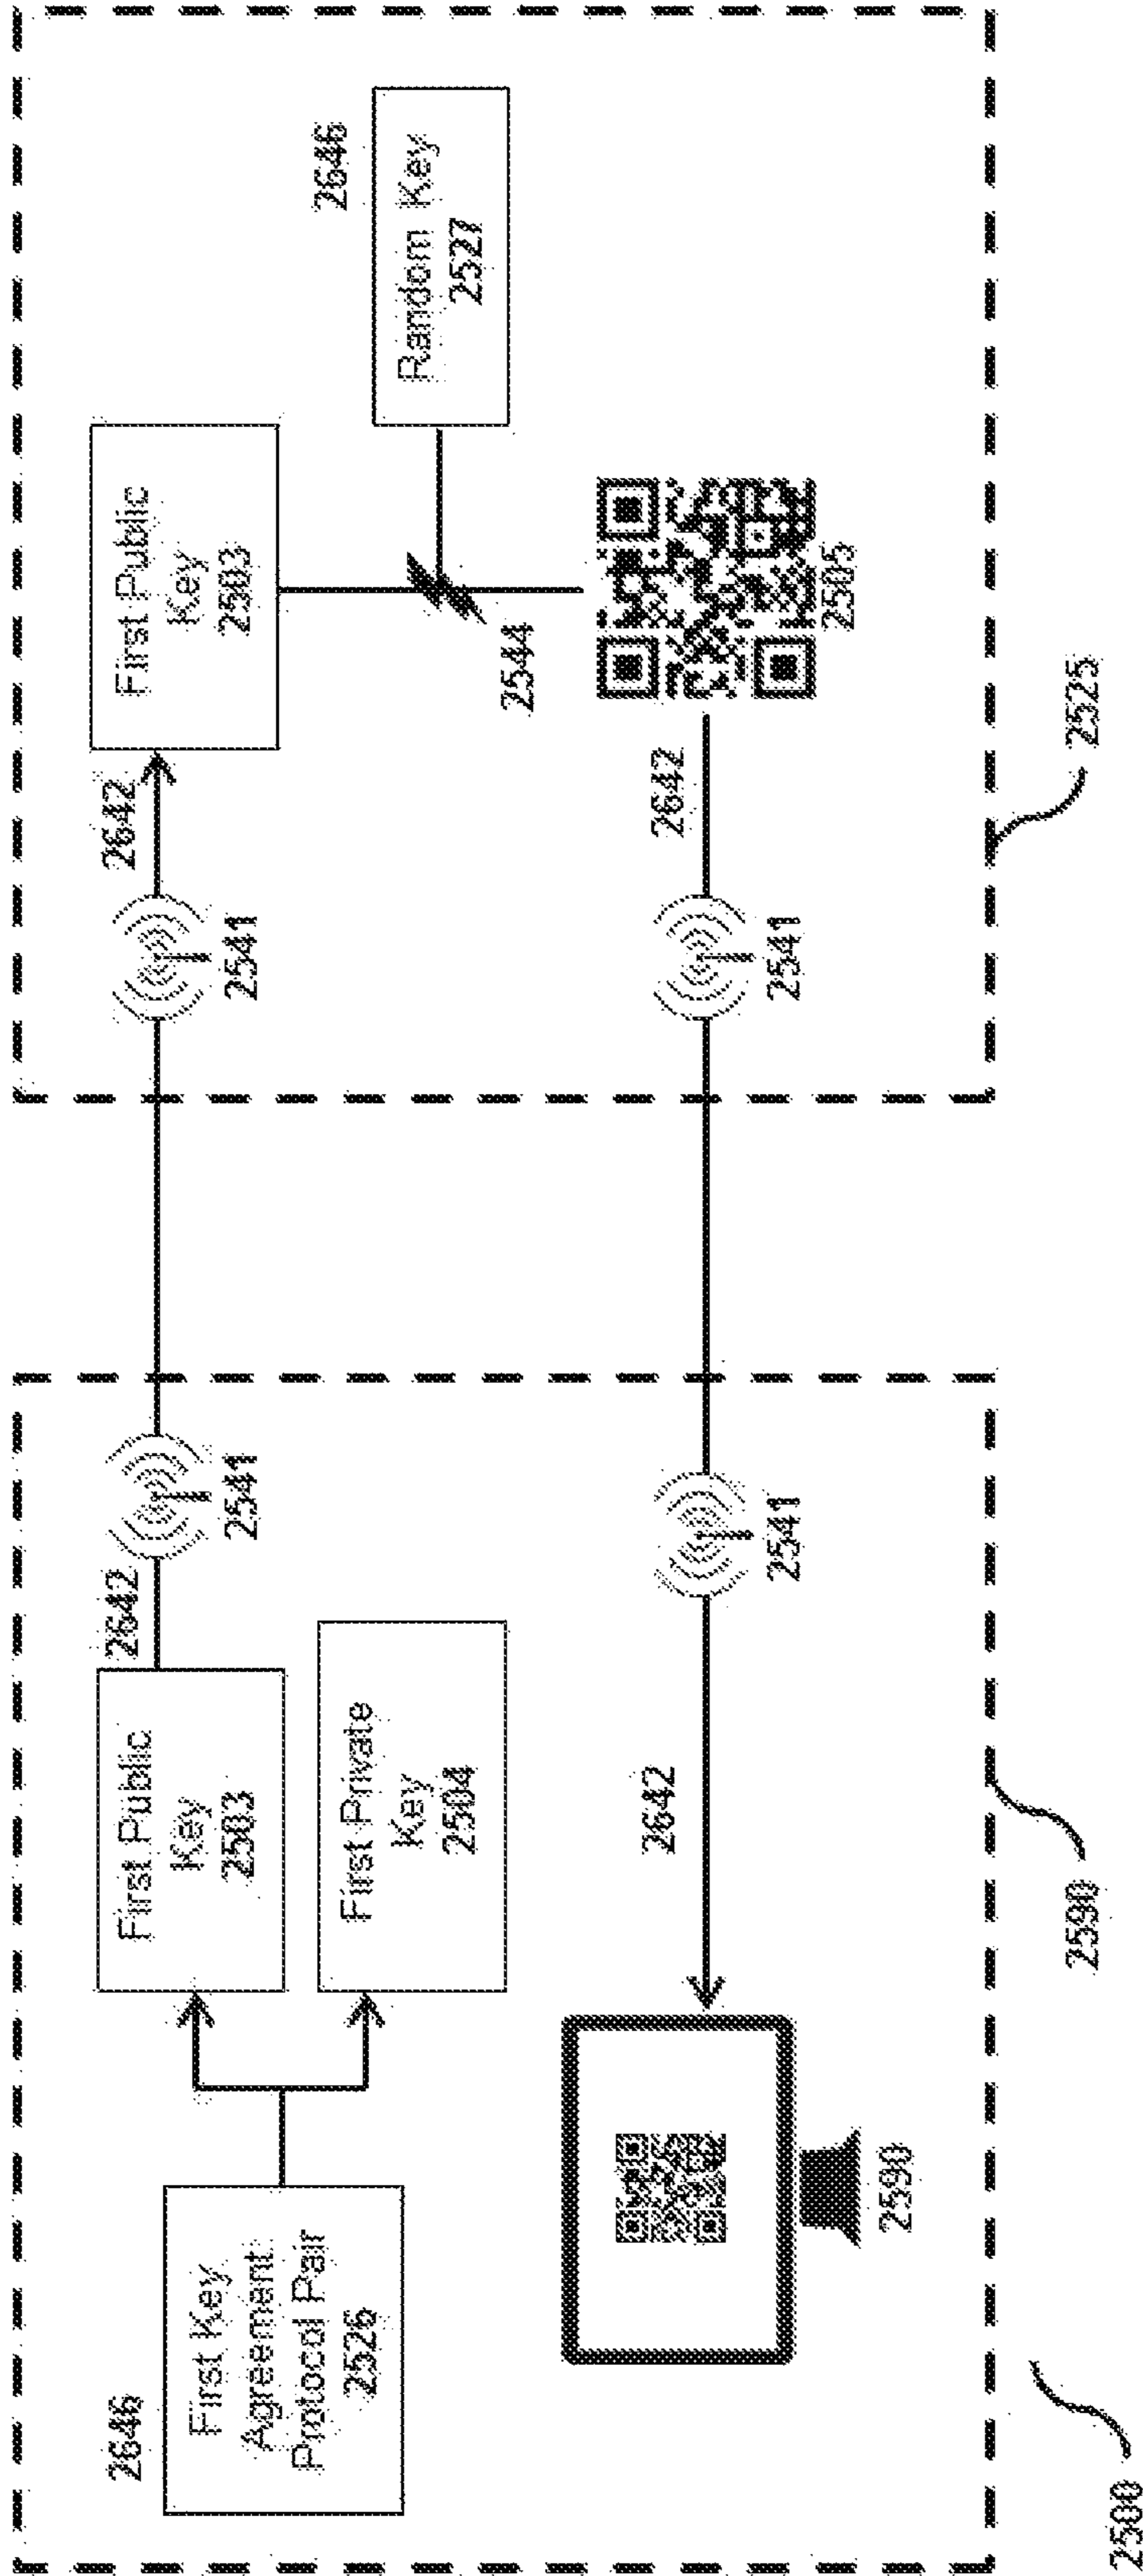 2646
First Key
Agreement
Protocal Pair
2526
First Public
Key
2503
2642
2541
First Private
Key
2504
2541
2642
First Public
Key
2503
2646
Random Key
2527
2544
2590
2642
2541
2541
2642
2505
2500
2590
2525